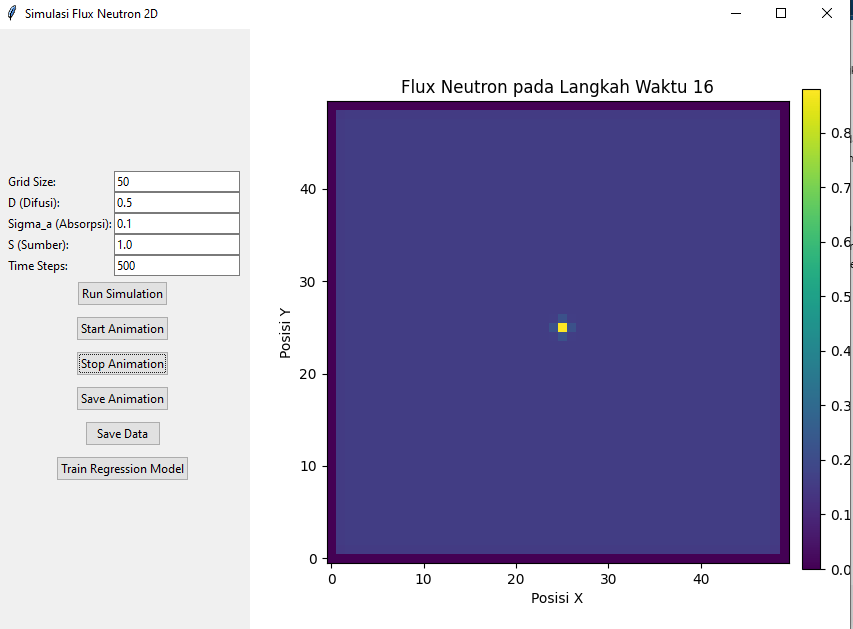 Simulasi Flux Neutron 2D
Grid Size: 50
D (Difusi): 0.5
Sigma_a (Absorpsi): 0.1
S (Sumber): 1.0
Time Steps: 500
Run Simulation
Start Animation
Stop Animation
Save Animation
Save Data
Train Regression Model
Flux Neutron pada Langkah Waktu 16
Posisi Y
40
30
20
10
0
0 10 20 30 40
Posisi X
0.8
0.7
0.6
0.5
0.4
0.3
0.2
0.1
0.0